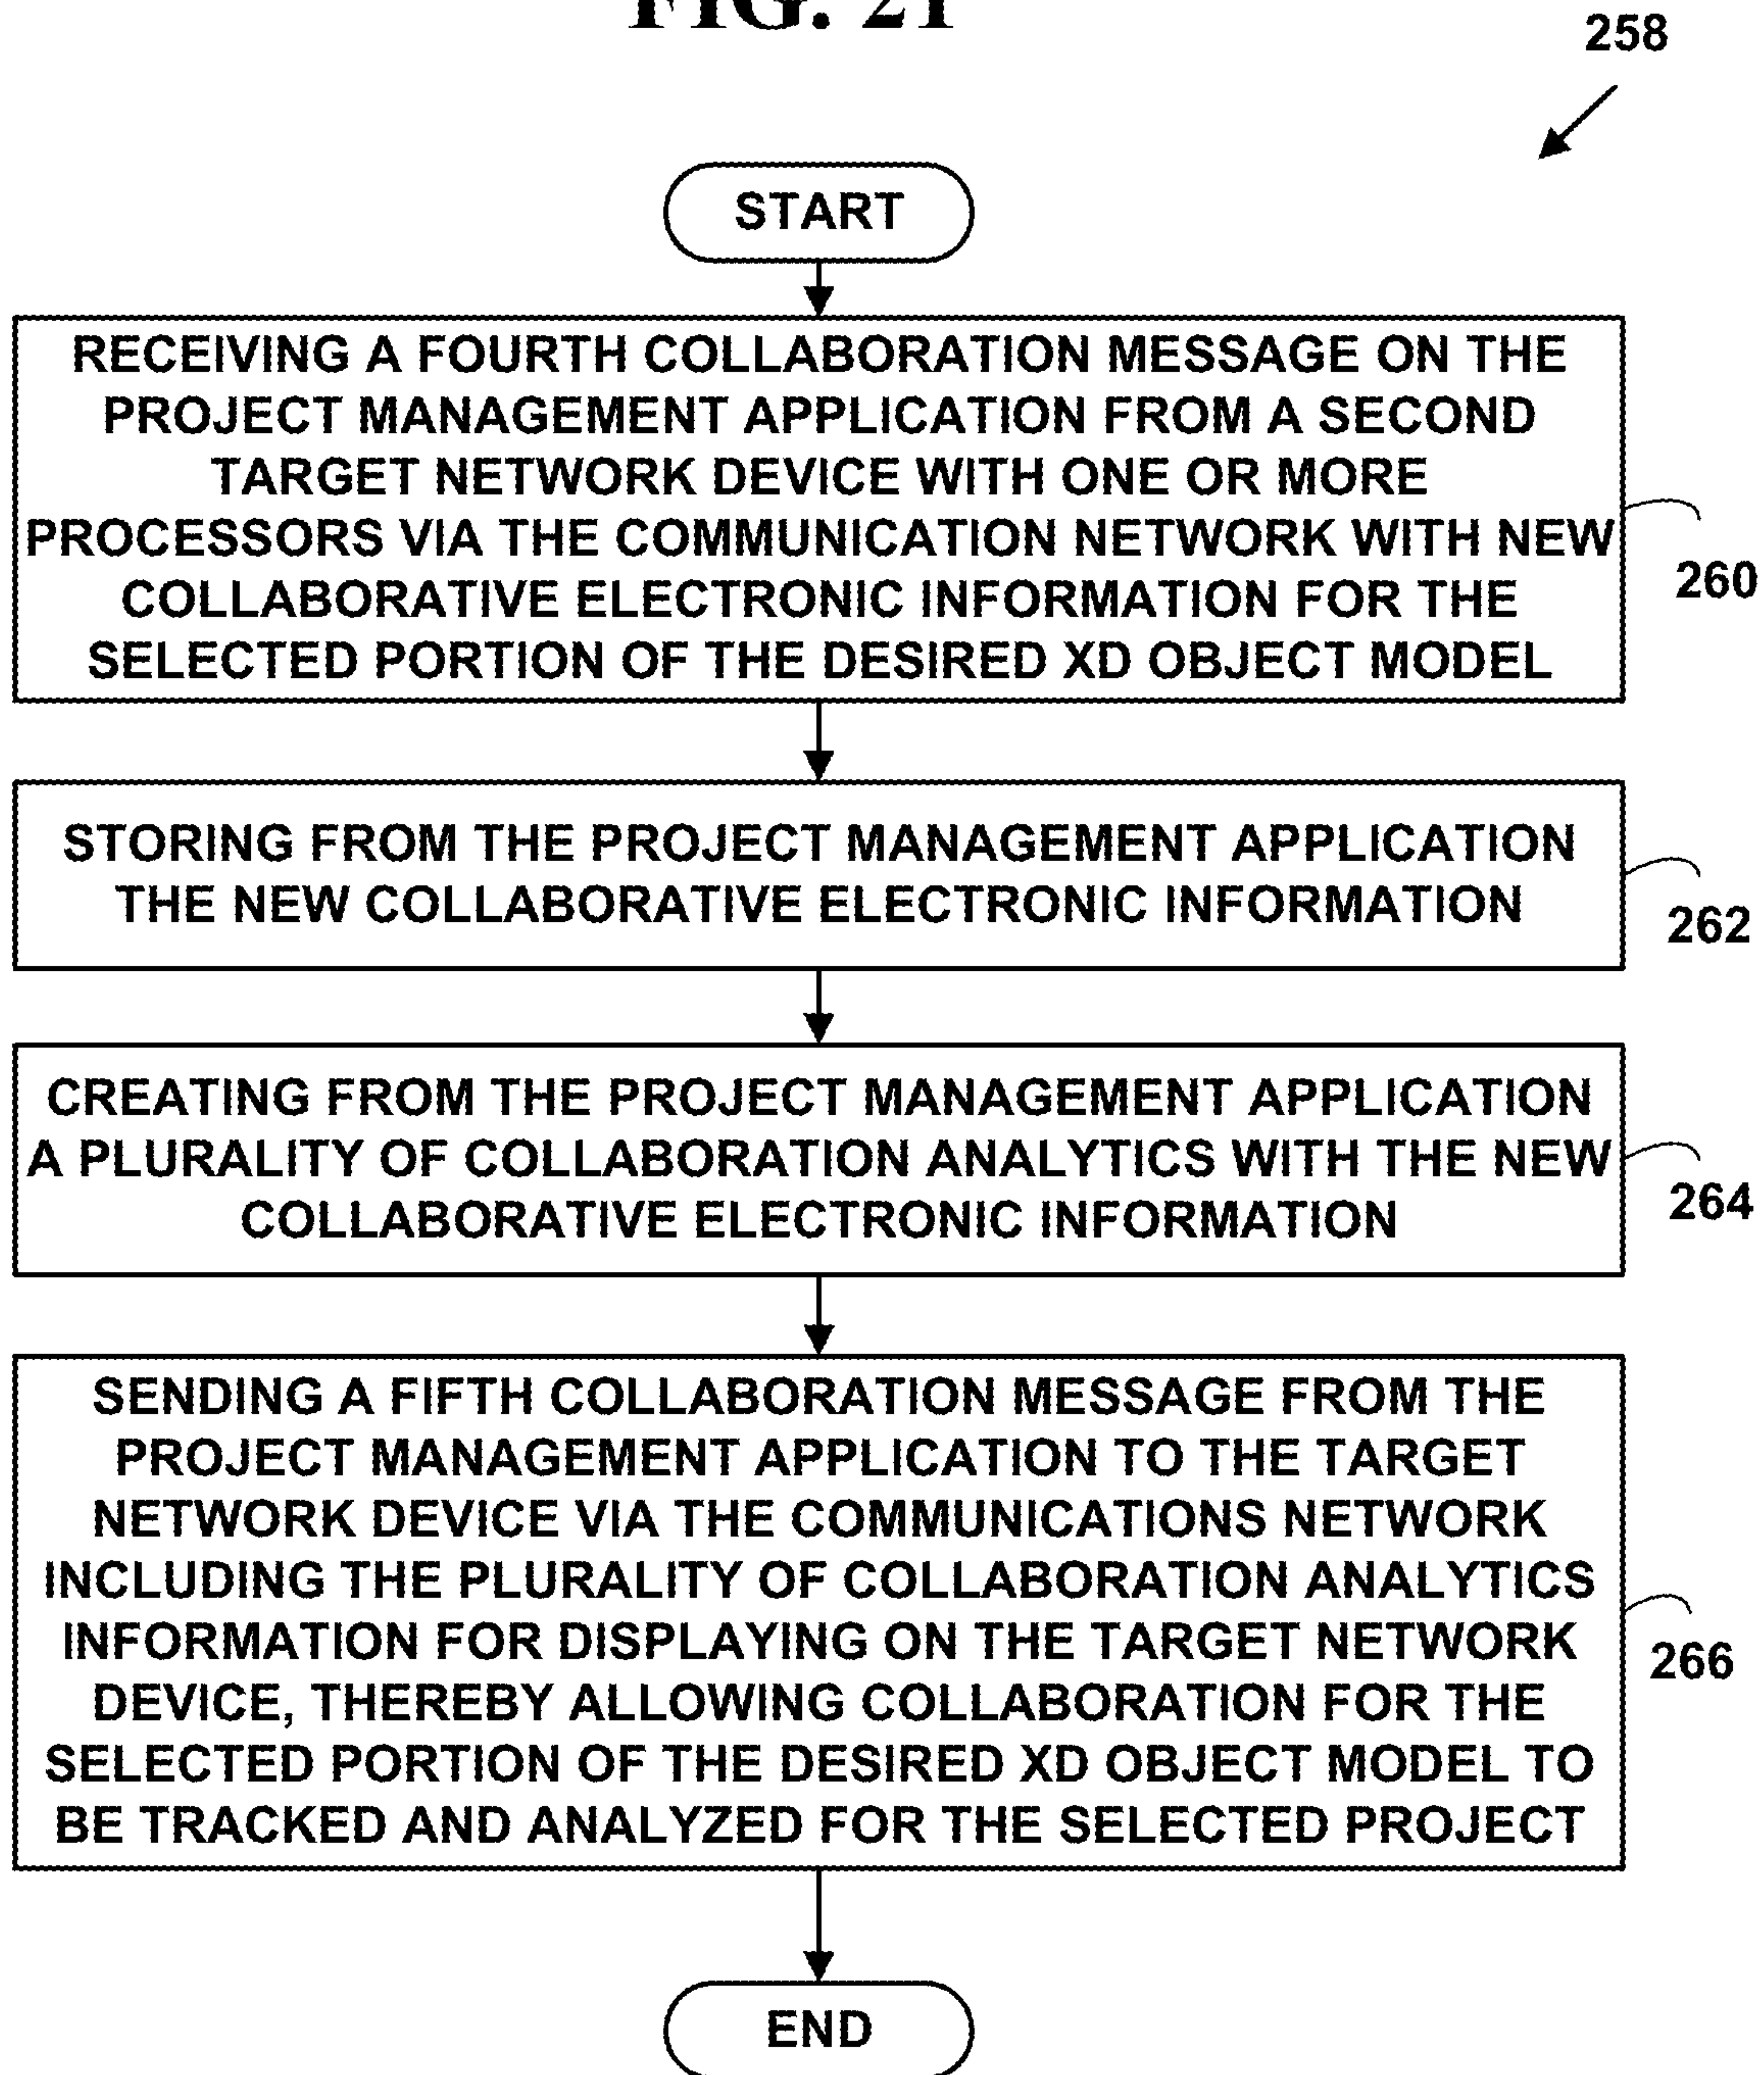 FIG. 21
258
START
RECEIVING A FOURTH COLLABORATION MESSAGE ON THE
PROJECT MANAGEMENT APPLICATION FROM A SECOND
TARGET NETWORK DEVICE WITH ONE OR MORE
PROCESSORS VIA THE COMMUNICATION NETWORK WITH NEW
COLLABORATIVE ELECTRONIC INFORMATION FOR THE
SELECTED PORTION OF THE DESIRED XD OBJECT MODEL
260
STORING FROM THE PROJECT MANAGEMENT APPLICATION
THE NEW COLLABORATIVE ELECTRONIC INFORMATION
262
CREATING FROM THE PROJECT MANAGEMENT APPLICATION
A PLURALITY OF COLLABORATION ANALYTICS WITH THE NEW
COLLABORATIVE ELECTRONIC INFORMATION
264
SENDING A FIFTH COLLABORATION MESSAGE FROM THE
PROJECT MANAGEMENT APPLICATION TO THE TARGET
NETWORK DEVICE VIA THE COMMUNICATIONS NETWORK
INCLUDING THE PLURALITY OF COLLABORATION ANALYTICS
INFORMATION FOR DISPLAYING ON THE TARGET NETWORK
DEVICE, THEREBY ALLOWING COLLABORATION FOR THE
SELECTED PORTION OF THE DESIRED XD OBJECT MODEL TO
BE TRACKED AND ANALYZED FOR THE SELECTED PROJECT
266
END